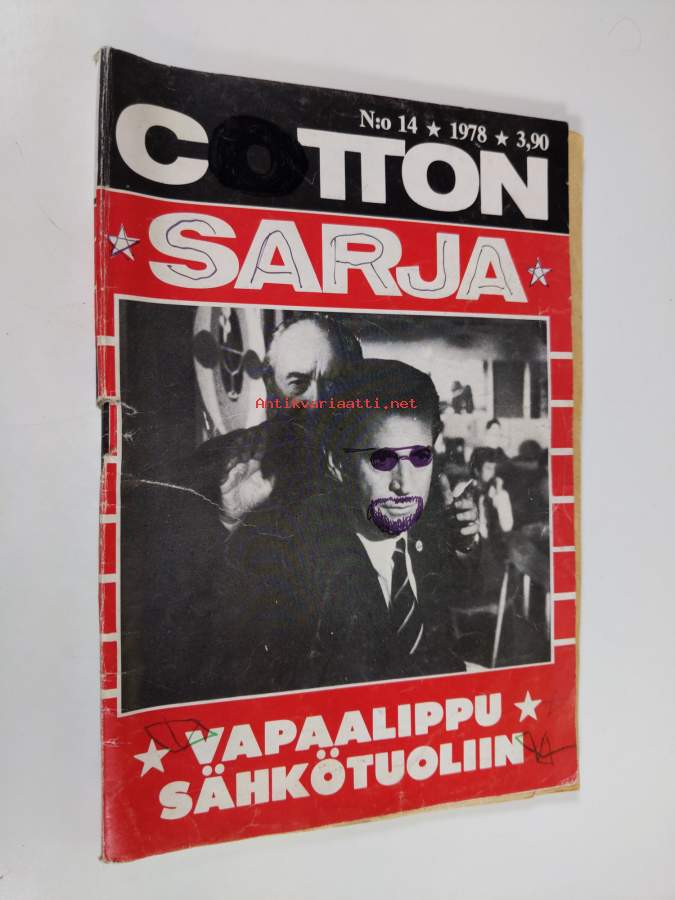 N:o 14 ★ 1978 ★ 3,90
COTTON
★ SARJA ★
Antikvariaatti.net
★ VAPAALIPPU ★
SÄHKÖTUOLIIN